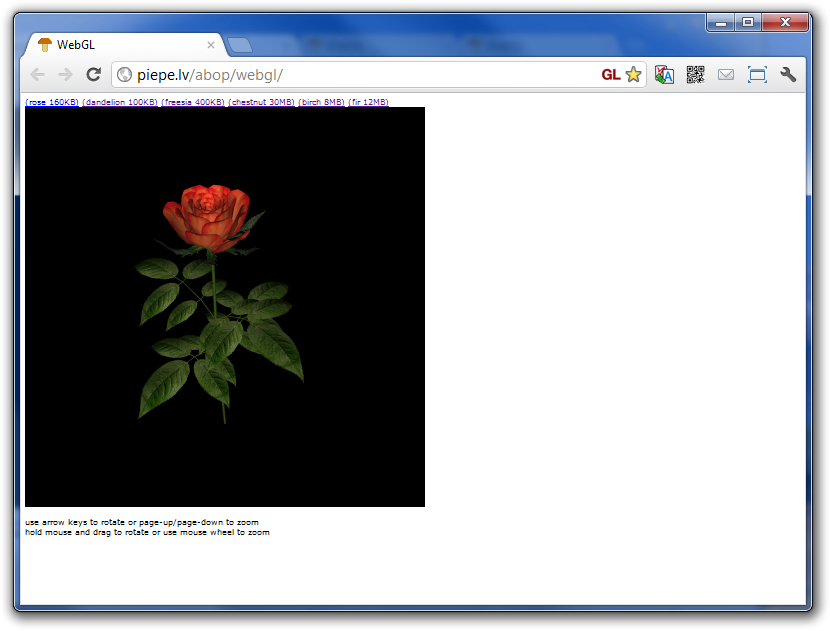 WebGL
piepe.lv/abop/webgl/ GL
(rose 160KB) (dandelion 100KB) (freesia 400KB) (chestnut 30MB) (birch 8MB) (fir 12MB)
use arrow keys to rotate or page-up/page-down to zoom
hold mouse and drag to rotate or use mouse wheel to zoom